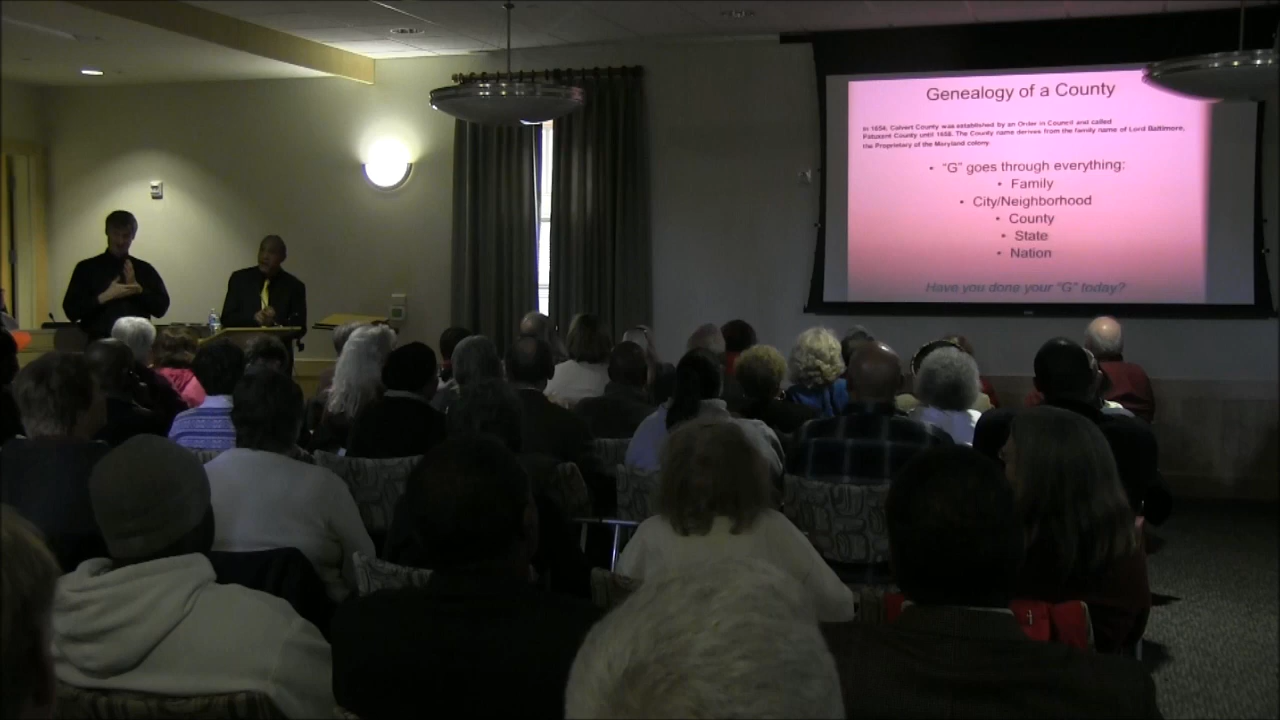 Genealogy of a County
In 1654, Calvert County was established by an Order in Council and called
Patuxent County until 1658. The County name derives from the family name of Lord Baltimore,
the Proprietary of the Maryland colony.
• "G" goes through everything:
• Family
• City/Neighborhood
• County
• State
• Nation
Have you done your "G" today?